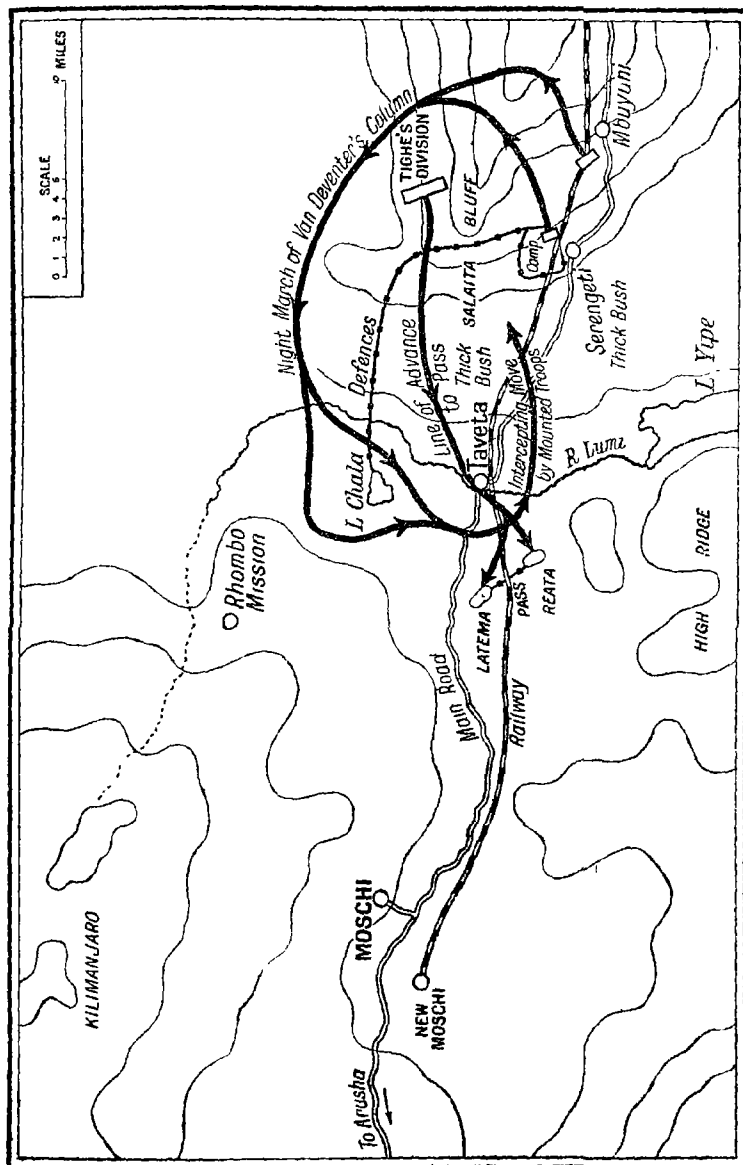 SCALE
0 1 2 3 4 5 10 MILES
KILIMANJARO
Rhombo
Mission
Night March of Van Deventer's Column
TIGHE'S
DIVISION
Defences
L Chala
Line of Advance
to Pass
Thick
Bush
SALAITA
BLUFF
Camp
Mbuyuni
Serengeti
Thick Bush
MOSCHI
NEW
MOSCHI
To Arusha
Main Road
Railway
Taveta
Intercepting Move
by Mounted Troops
LATEMA
PASS
REATA
R Lumi
L Yipe
HIGH RIDGE